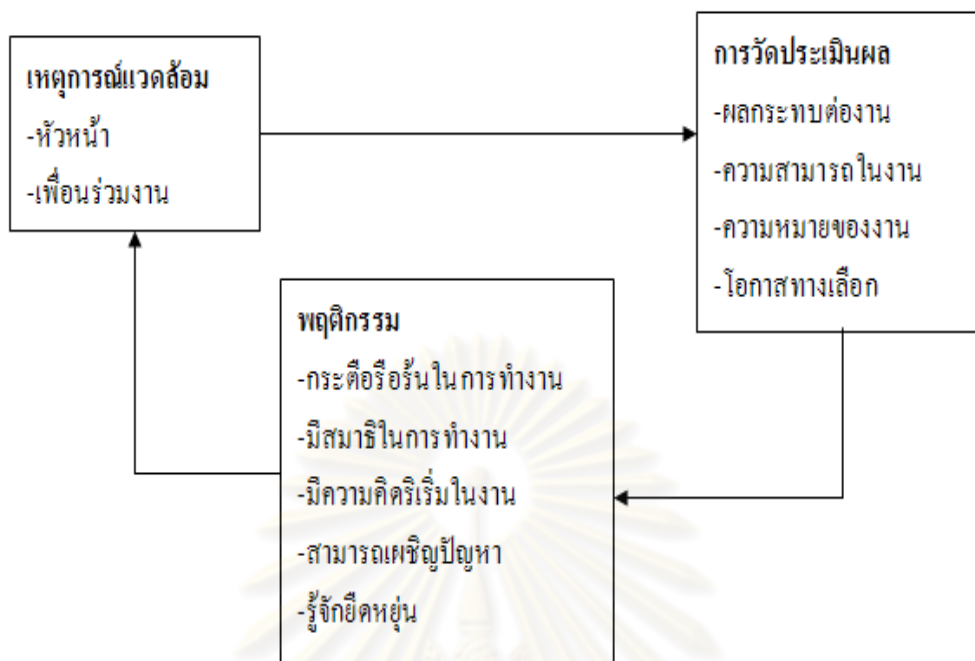 เหตุการณ์แวดล้อม
-หัวหน้า
-เพื่อนร่วมงาน
การวัดประเมินผล
-ผลกระทบต่องาน
-ความสามารถในงาน
-ความหมายของงาน
-โอกาสทางเลือก
พฤติกรรม
-กระตือรือร้นในการทำงาน
-มีสมาธิในการทำงาน
-มีความคิดริเริ่มในงาน
-สามารถเผชิญปัญหา
-รู้จักยืดหยุ่น